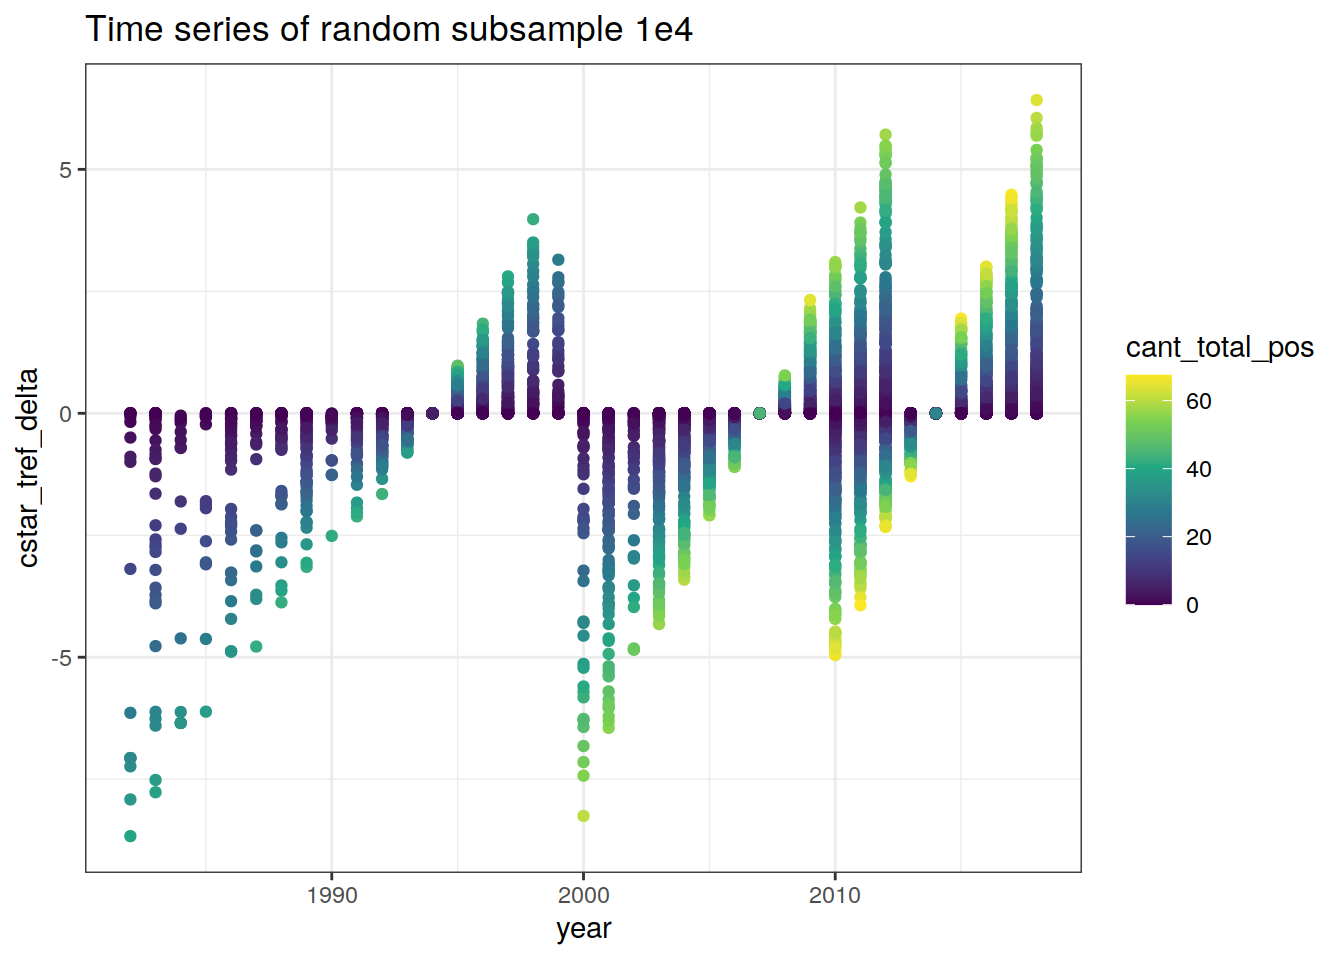 Time series of random subsample 1e4
cstar_tref_delta
5
0
-5
1990
2000
2010
year
cant_total_pos
60
40
20
0